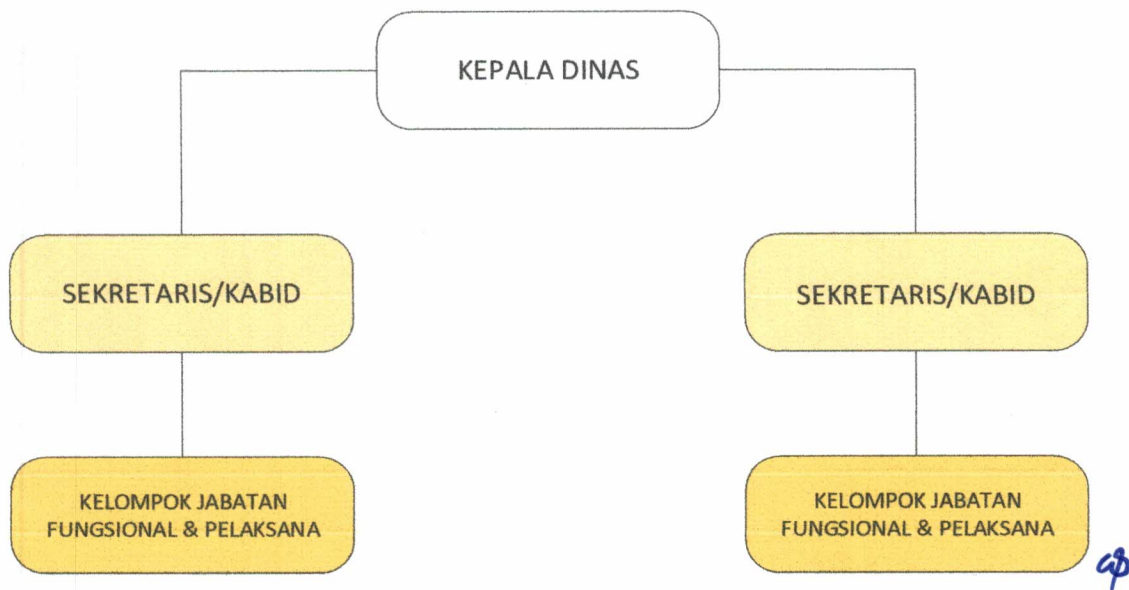 KEPALA DINAS
SEKRETARIS/KABID
SEKRETARIS/KABID
KELOMPOK JABATAN
FUNGSIONAL & PELAKSANA
KELOMPOK JABATAN
FUNGSIONAL & PELAKSANA